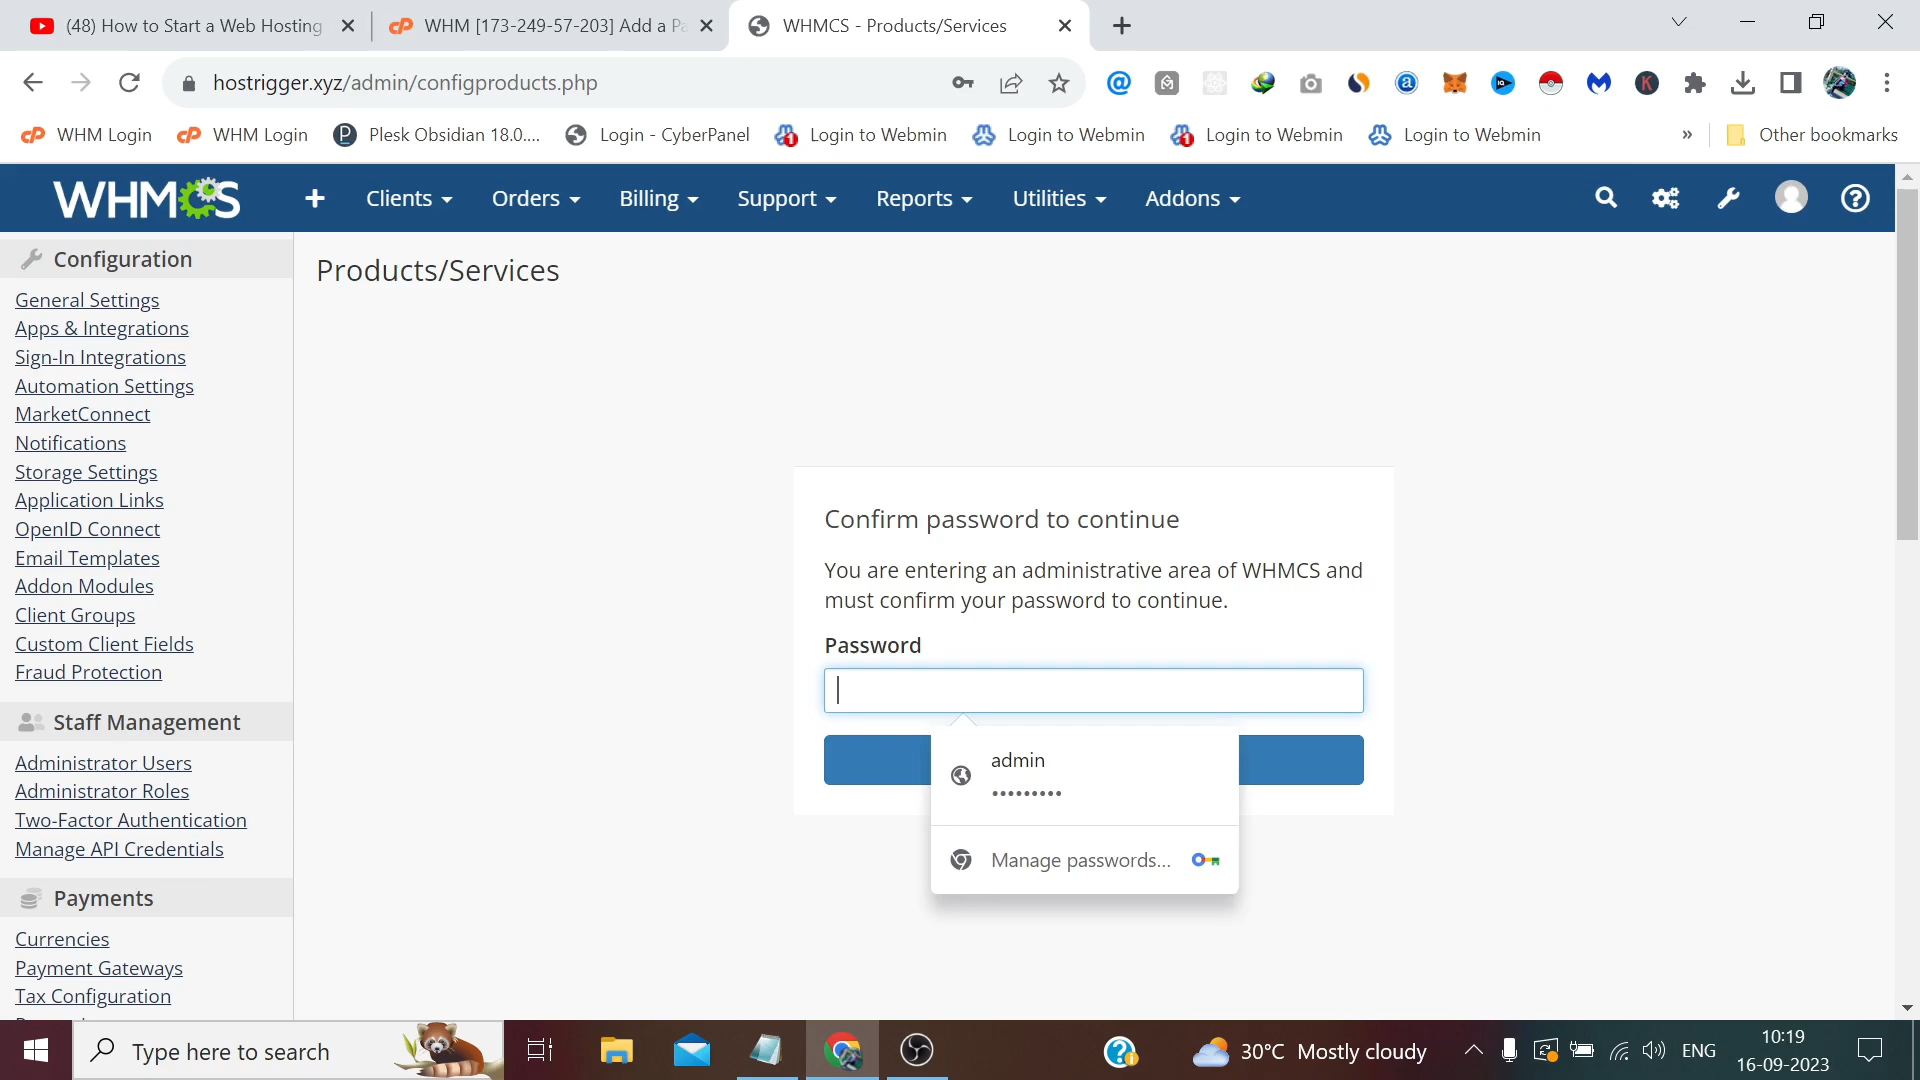 (48) How to Start a Web Hosting
WHM [173-249-57-203] Add a Pa
WHMCS - Products/Services
hostrigger.xyz/admin/configproducts.php
WHM Login
WHM Login
Plesk Obsidian 18.0....
Login - CyberPanel
Login to Webmin
Login to Webmin
Login to Webmin
Login to Webmin
»
Other bookmarks
WHMCS
Clients
Orders
Billing
Support
Reports
Utilities
Addons
Configuration
General Settings
Apps & Integrations
Sign-In Integrations
Automation Settings
MarketConnect
Notifications
Storage Settings
Application Links
OpenID Connect
Email Templates
Addon Modules
Client Groups
Custom Client Fields
Fraud Protection
Staff Management
Administrator Users
Administrator Roles
Two-Factor Authentication
Manage API Credentials
Payments
Currencies
Payment Gateways
Tax Configuration
Products/Services
Confirm password to continue
You are entering an administrative area of WHMCS and
must confirm your password to continue.
Password
admin
•••••••••
Manage passwords...
Type here to search
30°C Mostly cloudy
ENG
10:19
16-09-2023